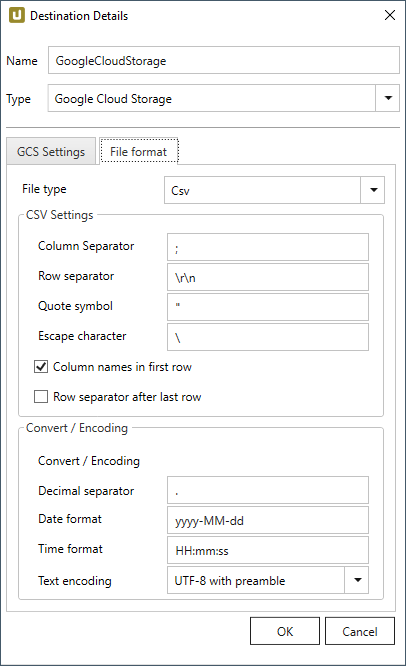 Destination Details
Name GoogleCloudStorage
Type Google Cloud Storage
GCS Settings File format
File type Csv
CSV Settings
Column Separator ;
Row separator \r\n
Quote symbol "
Escape character \
Column names in first row
Row separator after last row
Convert / Encoding
Convert / Encoding
Decimal separator .
Date format yyyy-MM-dd
Time format HH:mm:ss
Text encoding UTF-8 with preamble
OK Cancel